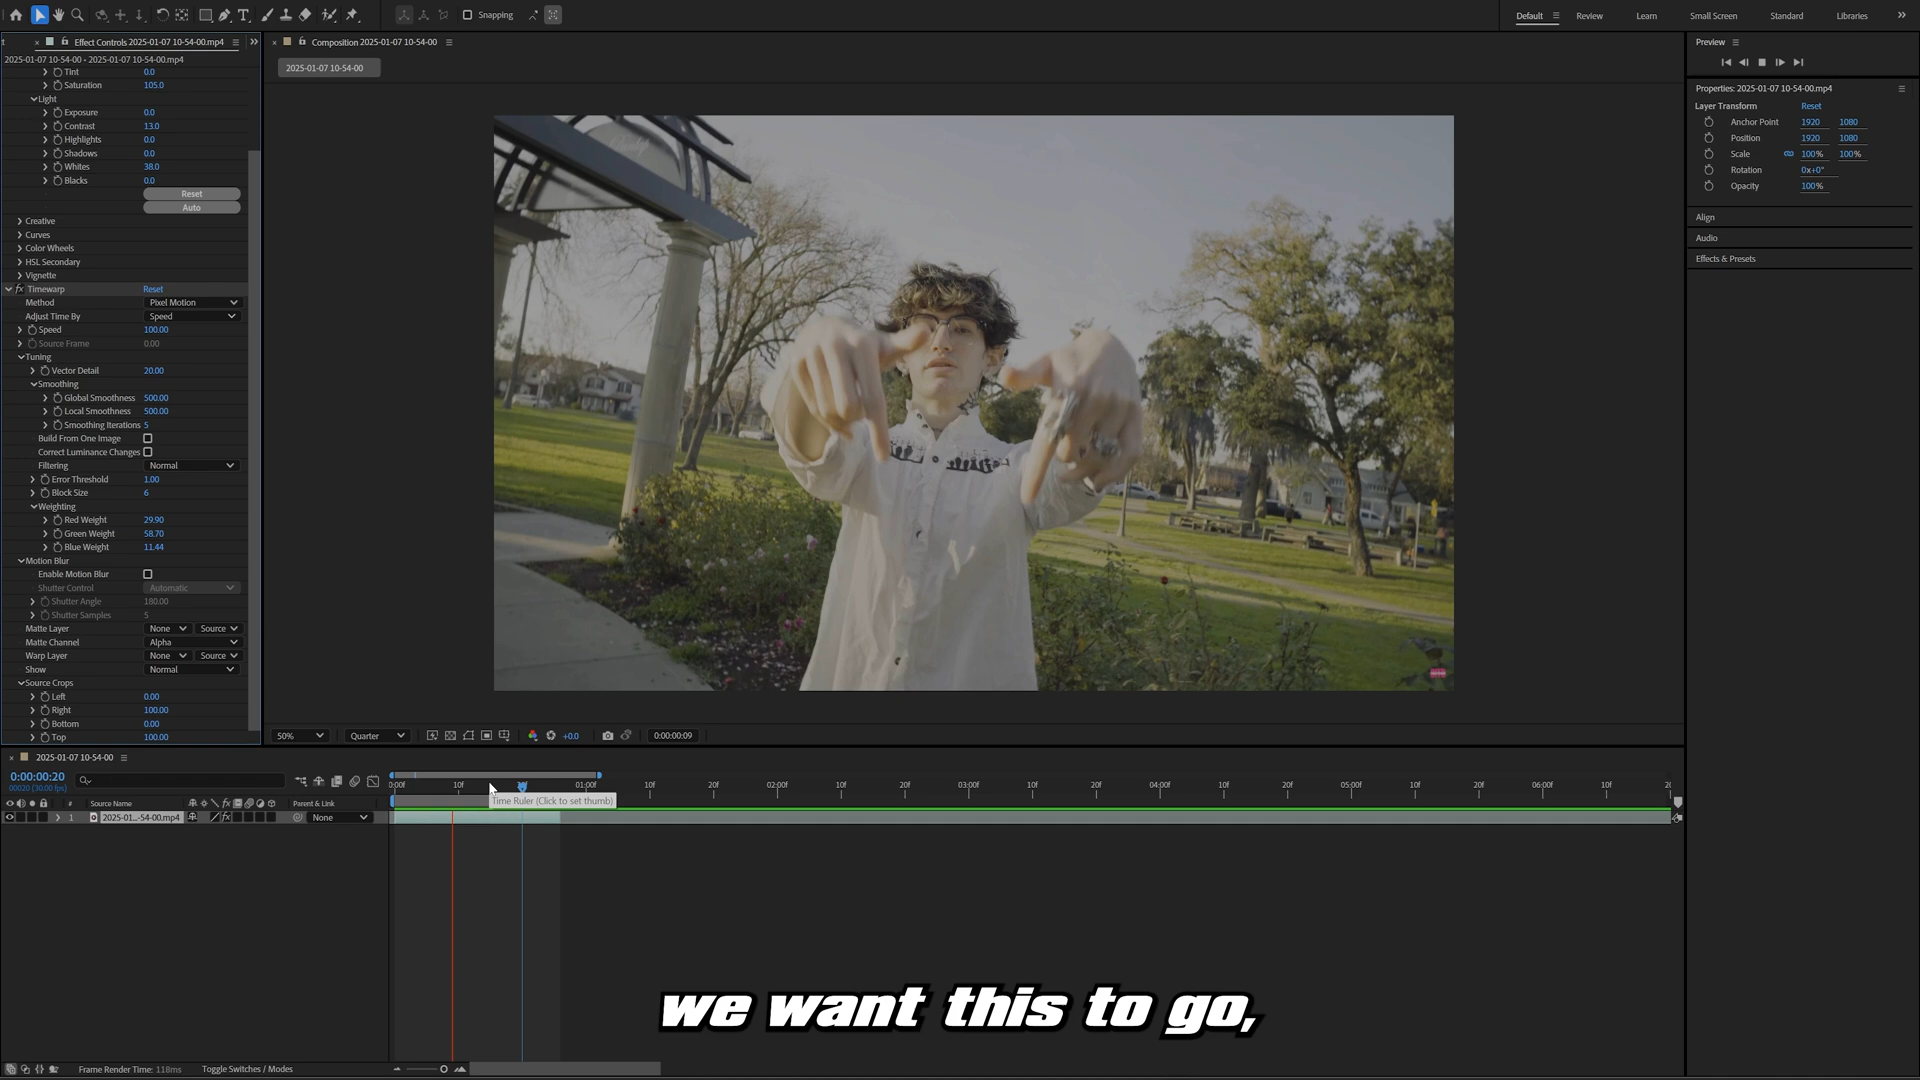 Snapping
Default
Review
Learn
Small Screen
Standard
Libraries
Effect Controls 2025-01-07 10-54-00.mp4
2025-01-07 10-54-00 • 2025-01-07 10-54-00.mp4
Tint 0.0
Saturation 105.0
Light
Exposure 0.0
Contrast 13.0
Highlights 0.0
Shadows 0.0
Whites 38.0
Blacks 0.0
Reset
Auto
Creative
Curves
Color Wheels
HSL Secondary
Vignette
fx Timewarp Reset
Method Pixel Motion
Adjust Time By Speed
Speed 100.00
Source Frame 0.00
Tuning
Vector Detail 20.00
Smoothing
Global Smoothness 500.00
Local Smoothness 500.00
Smoothing Iterations 5
Build From One Image
Correct Luminance Changes
Filtering Normal
Error Threshold 1.00
Block Size 6
Weighting
Red Weight 29.90
Green Weight 58.70
Blue Weight 11.44
Motion Blur
Enable Motion Blur
Shutter Control Automatic
Shutter Angle 180.00
Shutter Samples 5
Matte Layer None Source
Matte Channel Alpha
Warp Layer None Source
Show Normal
Source Crops
Left 0.00
Right 100.00
Bottom 0.00
Top 100.00
Composition 2025-01-07 10-54-00
2025-01-07 10-54-00
50% Quarter +0.0 0:00:00:09
Preview
Properties: 2025-01-07 10-54-00.mp4
Layer Transform Reset
Anchor Point 1920 1080
Position 1920 1080
Scale 100% 100%
Rotation 0x+0°
Opacity 100%
Align
Audio
Effects & Presets
2025-01-07 10-54-00
0:00:00:20
00020 (30.00 fps)
# Source Name fx Parent & Link
1 2025-01...-54-00.mp4 fx None
0:00f 10f 20f 01:00f 10f 20f 02:00f 10f 20f 03:00f 10f 20f 04:00f 10f 20f 05:00f 10f 20f 06:00f 10f 20
Time Ruler (Click to set thumb)
we want this to go,
Frame Render Time: 118ms Toggle Switches / Modes